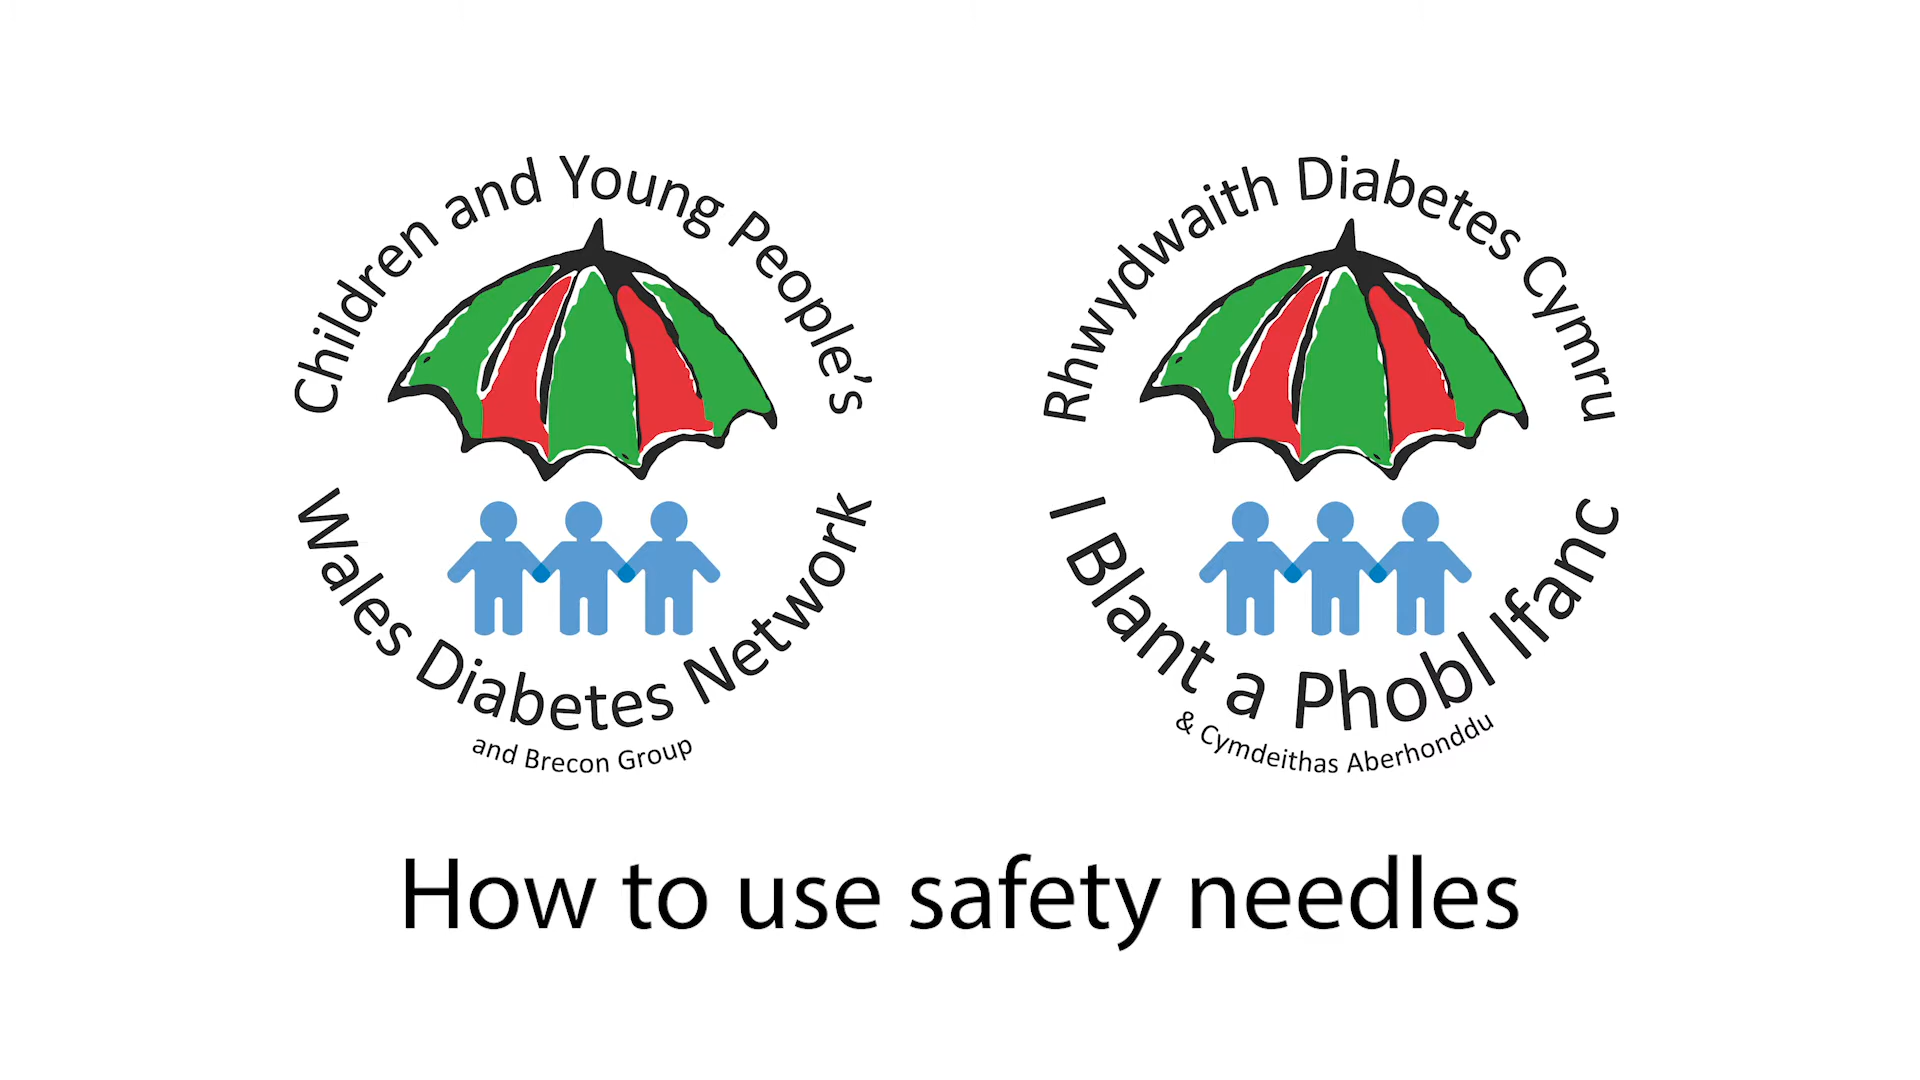 Children and Young People's
Wales Diabetes Network
and Brecon Group
Rhwydwaith Diabetes Cymru
I Blant a Phobl Ifanc
& Cymdeithas Aberhonddu
How to use safety needles